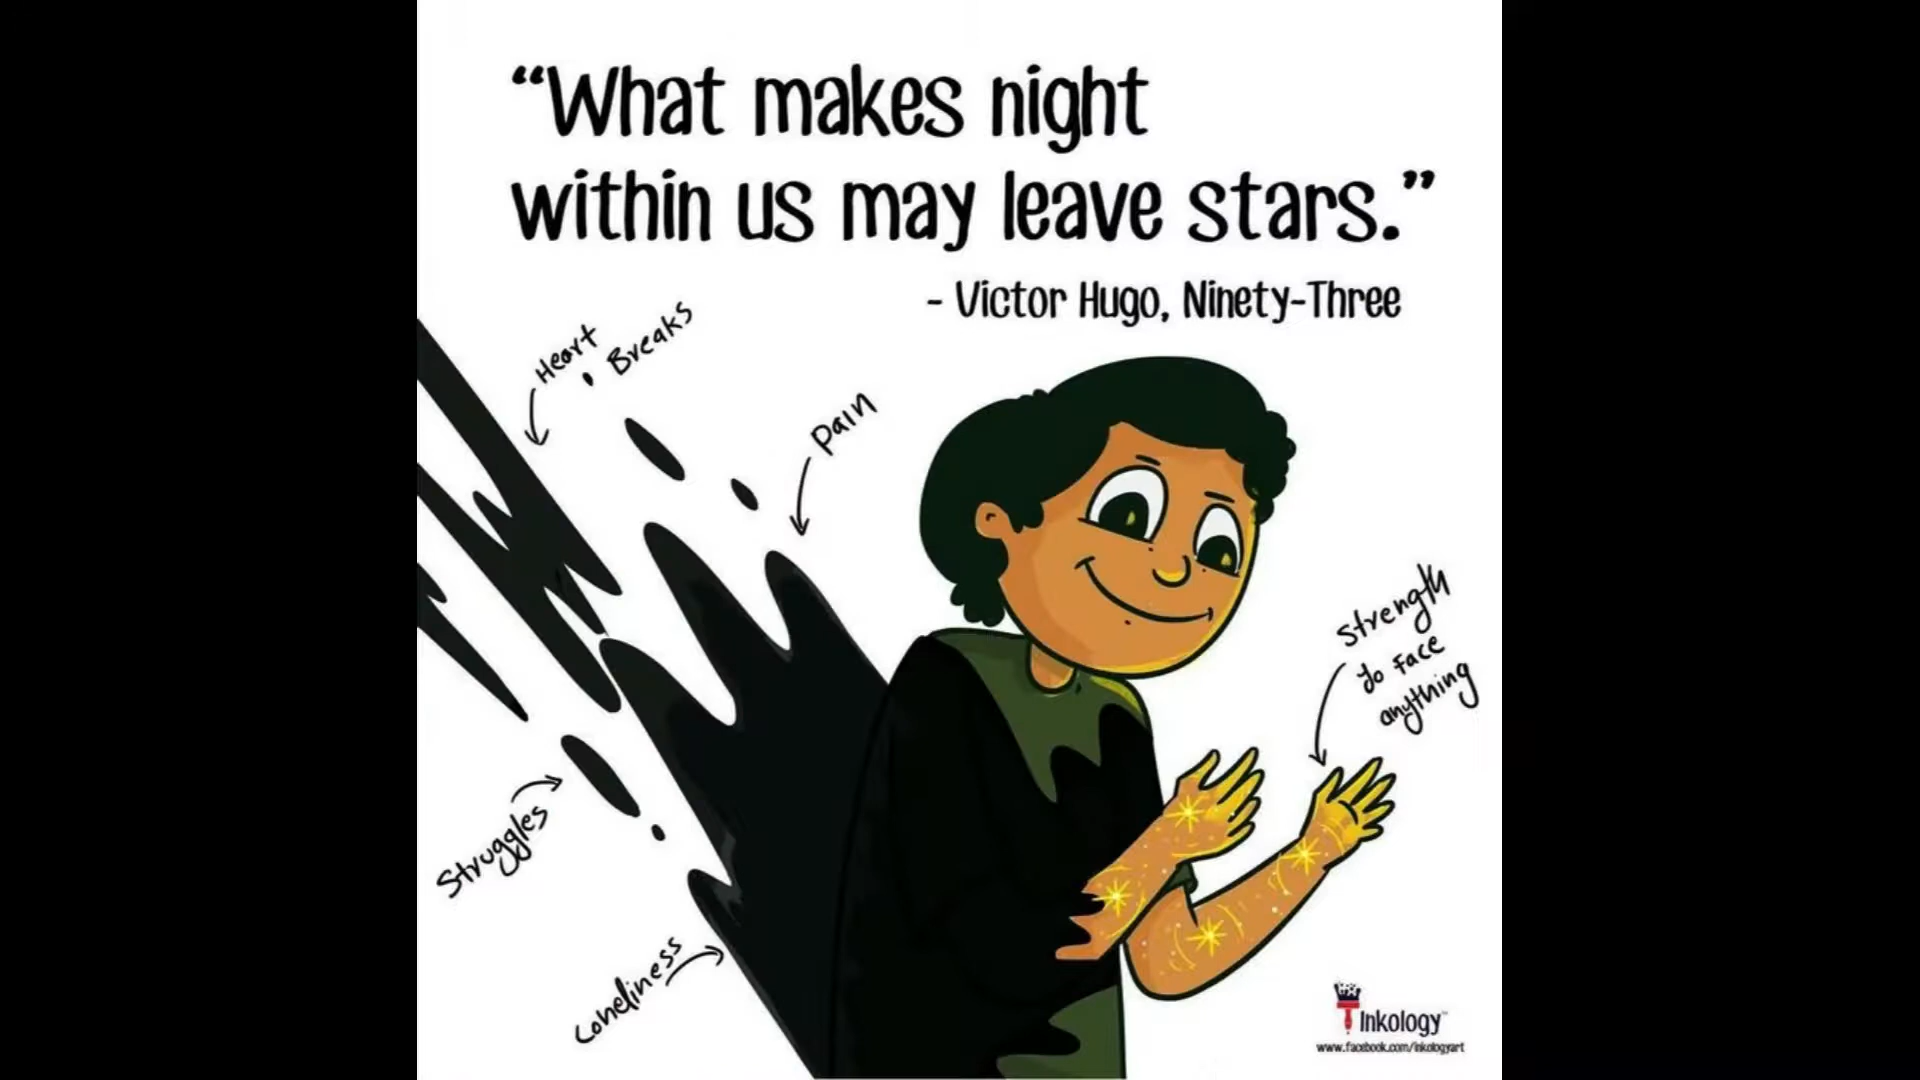 “What makes night
within us may leave stars.”
- Victor Hugo, Ninety-Three
Heart
Breaks
Pain
Strength
to Face
anything
Struggles
Loneliness
Inkology™
www.facebook.com/inkologyart